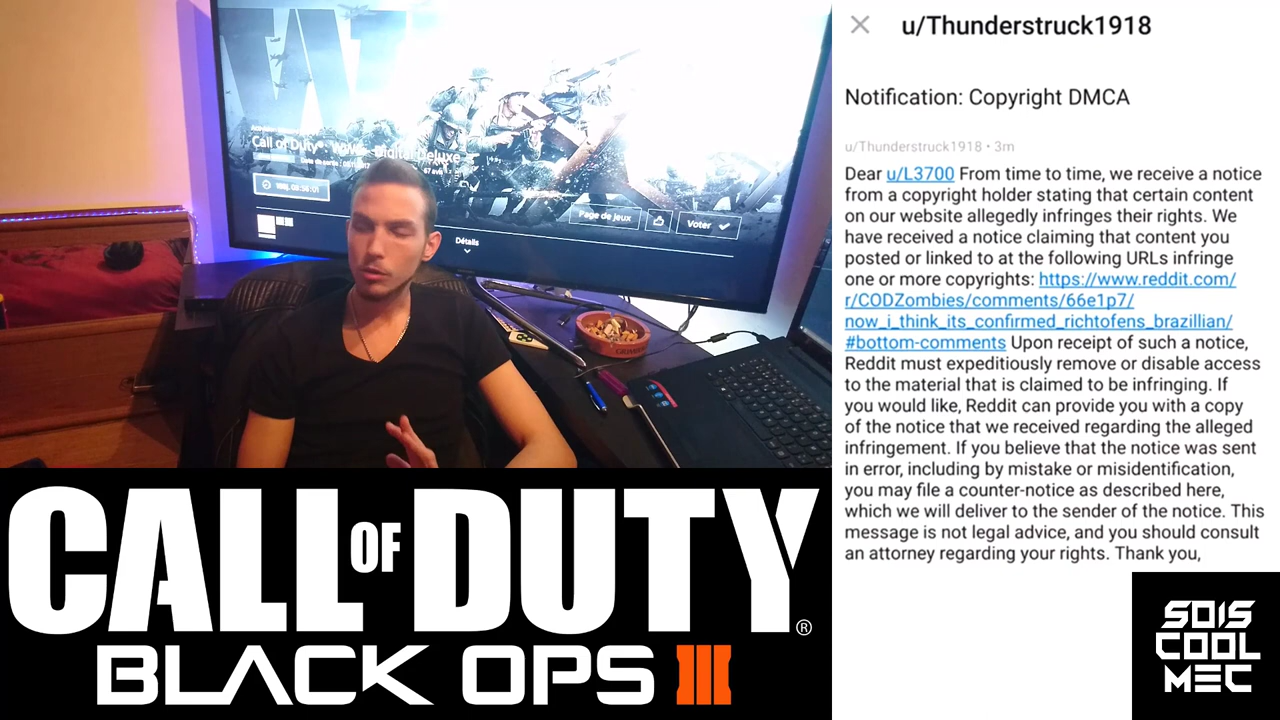 Call of Duty®: WWII - Digital Deluxe
Page de jeux
Voter
Détails
CALL OF DUTY®
BLACK OPS III
u/Thunderstruck1918
Notification: Copyright DMCA
u/Thunderstruck1918 • 3m
Dear u/L3700 From time to time, we receive a notice
from a copyright holder stating that certain content
on our website allegedly infringes their rights. We
have received a notice claiming that content you
posted or linked to at the following URLs infringe
one or more copyrights: https://www.reddit.com/
r/CODZombies/comments/66e1p7/
now_i_think_its_confirmed_richtofens_brazillian/
#bottom-comments Upon receipt of such a notice,
Reddit must expeditiously remove or disable access
to the material that is claimed to be infringing. If
you would like, Reddit can provide you with a copy
of the notice that we received regarding the alleged
infringement. If you believe that the notice was sent
in error, including by mistake or misidentification,
you may file a counter-notice as described here,
which we will deliver to the sender of the notice. This
message is not legal advice, and you should consult
an attorney regarding your rights. Thank you,
SOIS
COOL
MEC